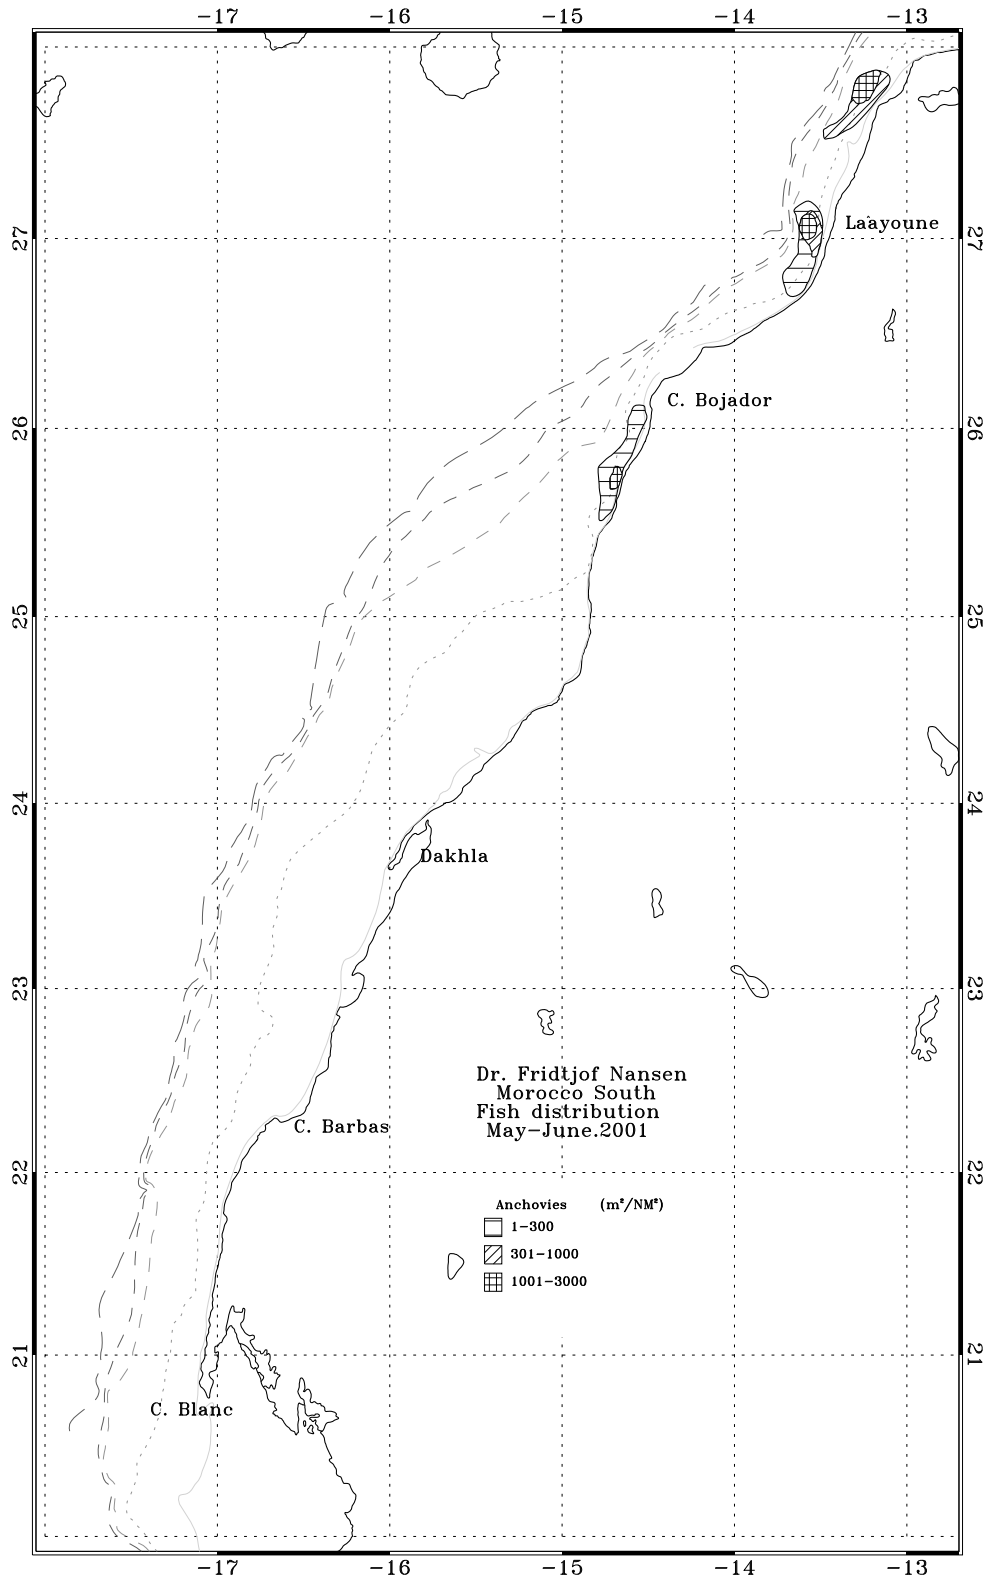 -17 -16 -15 -14 -13
27 Laâyoune 27
C. Bojador
26 26
25 25
24 24
Dakhla
23 23
Dr. Fridtjof Nansen
Morocco South
Fish distribution
May-June.2001
C. Barbas
22 22
Anchovies (m²/NM²)
1-300
301-1000
1001-3000
21 21
C. Blanc
-17 -16 -15 -14 -13